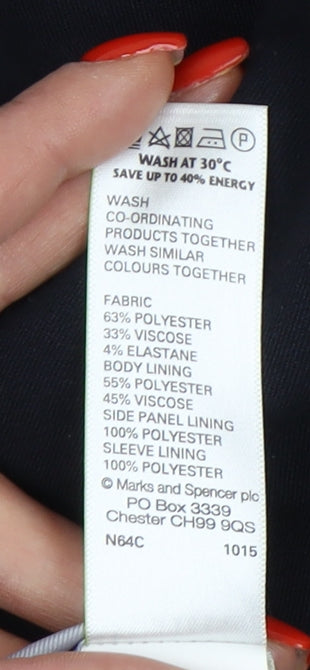 P
WASH AT 30°C
SAVE UP TO 40% ENERGY
WASH
CO-ORDINATING
PRODUCTS TOGETHER
WASH SIMILAR
COLOURS TOGETHER
FABRIC
63% POLYESTER
33% VISCOSE
4% ELASTANE
BODY LINING
55% POLYESTER
45% VISCOSE
SIDE PANEL LINING
100% POLYESTER
SLEEVE LINING
100% POLYESTER
© Marks and Spencer plc
PO Box 3339
Chester CH99 9QS
N64C 1015